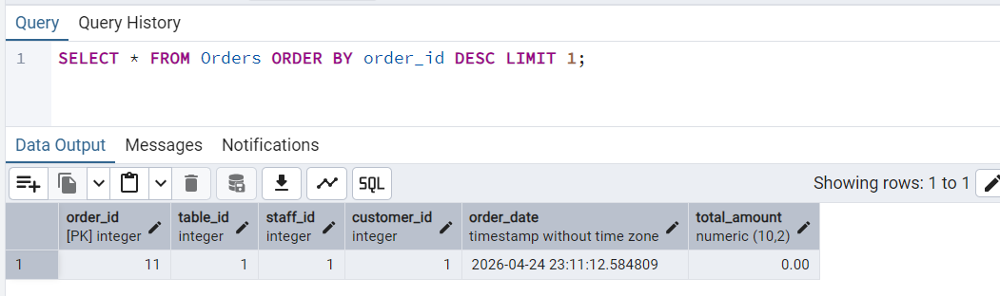 Query Query History
1 SELECT * FROM Orders ORDER BY order_id DESC LIMIT 1;
Data Output Messages Notifications
SQL Showing rows: 1 to 1
order_id table_id staff_id customer_id order_date total_amount
[PK] integer integer integer integer timestamp without time zone numeric (10,2)
1 11 1 1 1 2026-04-24 23:11:12.584809 0.00